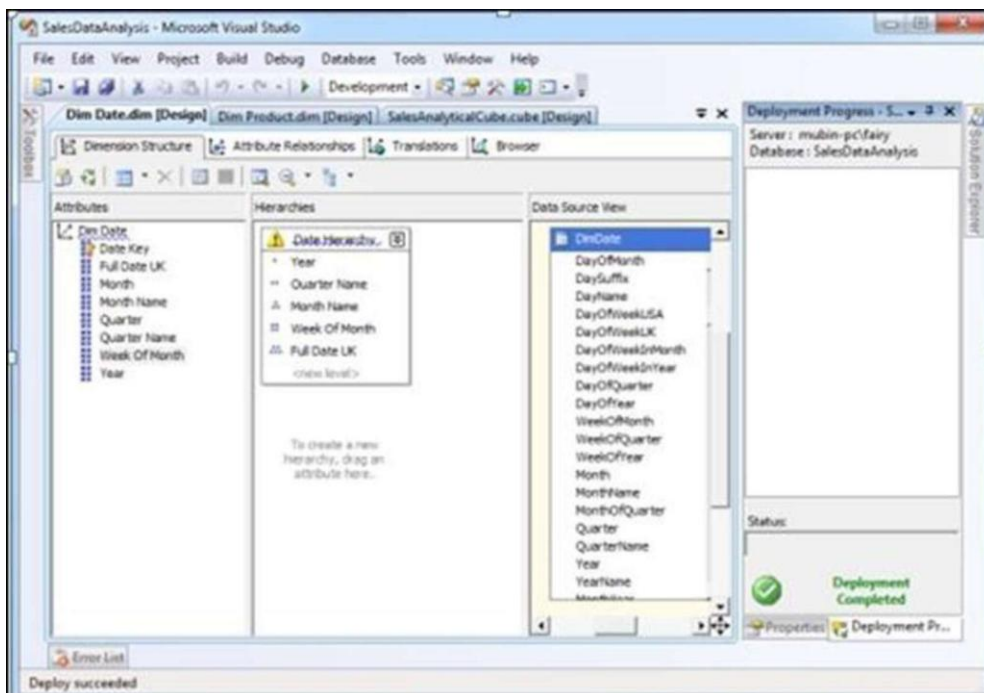 SalesDataAnalysis - Microsoft Visual Studio
File Edit View Project Build Debug Database Tools Window Help
Development
Dim Date.dim [Design] Dim Product.dim [Design] SalesAnalyticalCube.cube [Design]
Toolbox
Dimension Structure Attribute Relationships Translations Browser
Attributes
Dim Date
Date Key
Full Date UK
Month
Month Name
Quarter
Quarter Name
Week Of Month
Year
Hierarchies
Date Hierarchy..
Year
Quarter Name
Month Name
Week Of Month
Full Date UK
<new level>
To create a new
hierarchy, drag an
attribute here.
Data Source View
DimDate
DayOfMonth
DaySuffix
DayName
DayOfWeekUSA
DayOfWeekUK
DayOfWeekInMonth
DayOfWeekInYear
DayOfQuarter
DayOfYear
WeekOfMonth
WeekOfQuarter
WeekOfYear
Month
MonthName
MonthOfQuarter
Quarter
QuarterName
Year
YearName
MonthYear
Deployment Progress - S...
Server : mubin-pc\fairy
Database : SalesDataAnalysis
Status:
Deployment
Completed
Properties Deployment Pr...
Solution Explorer
Error List
Deploy succeeded